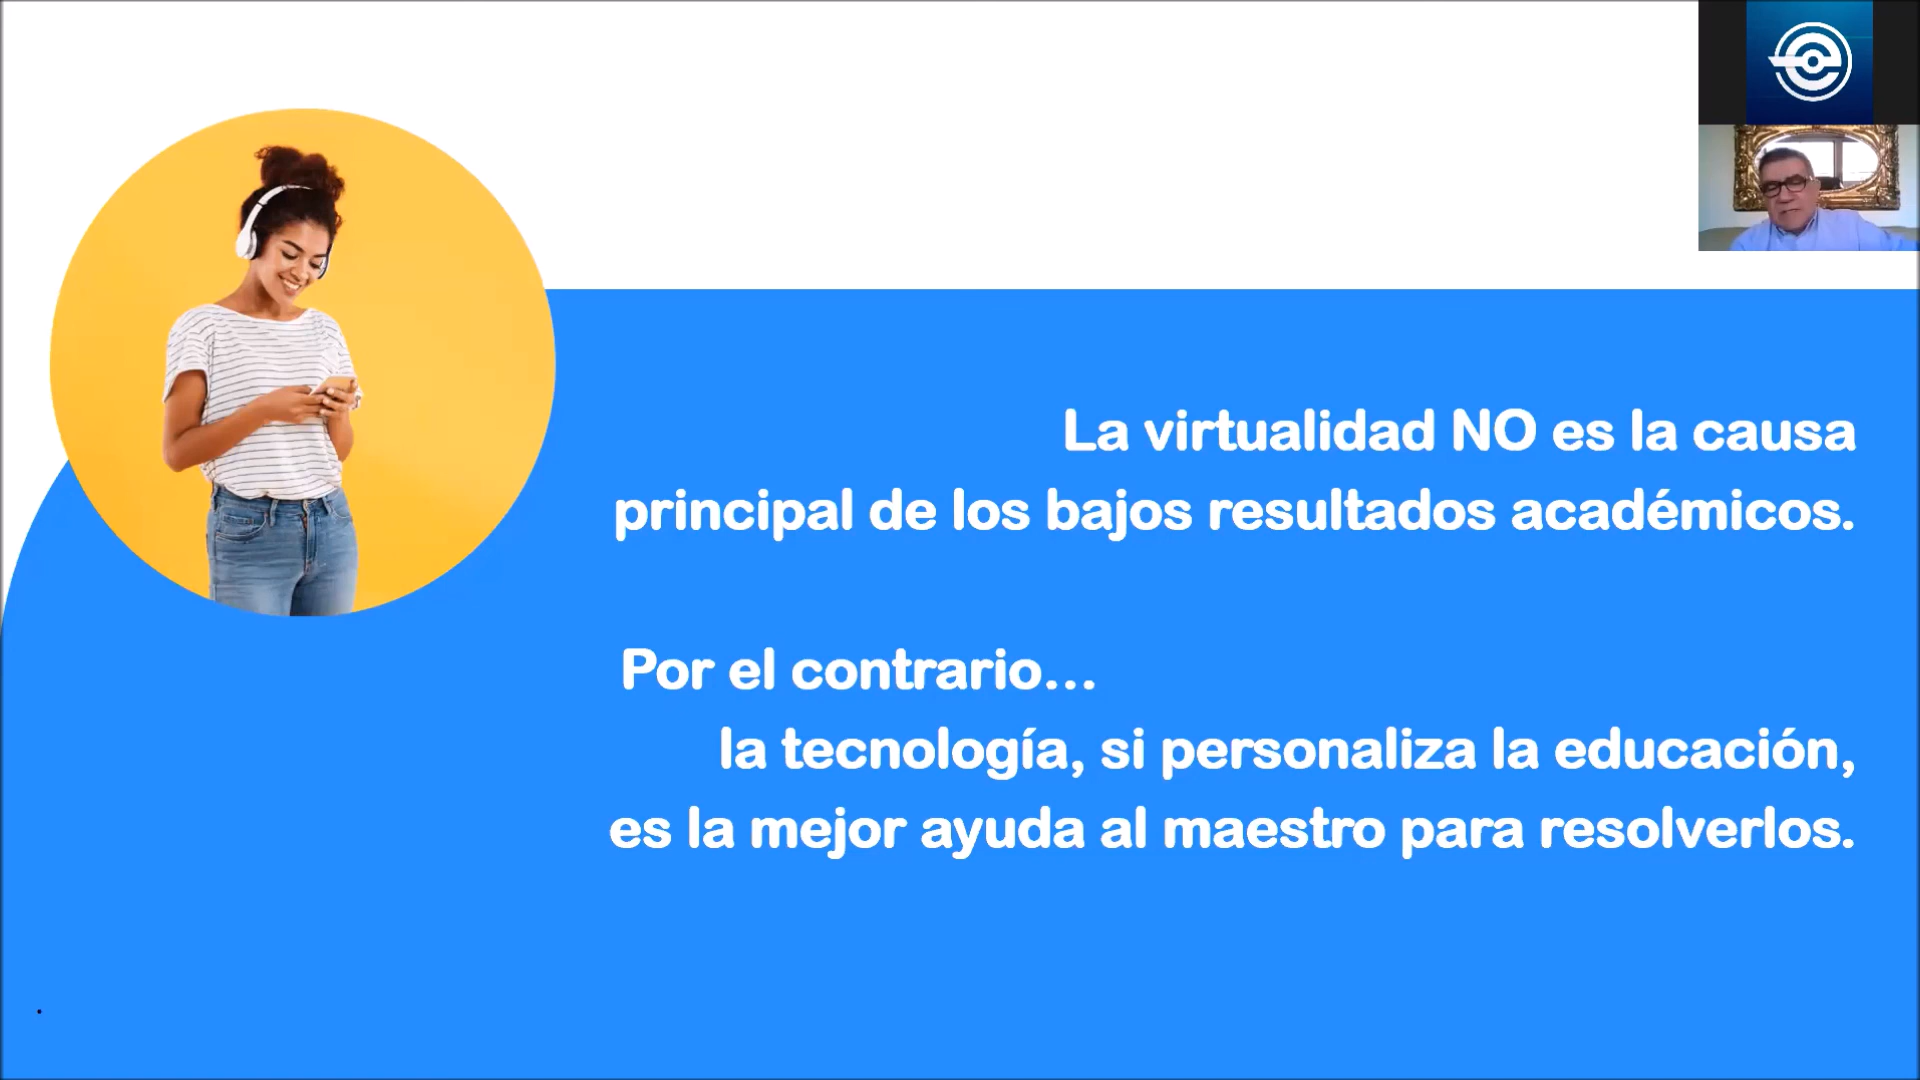 La virtualidad NO es la causa
principal de los bajos resultados académicos.
Por el contrario...
la tecnología, si personaliza la educación,
es la mejor ayuda al maestro para resolverlos.